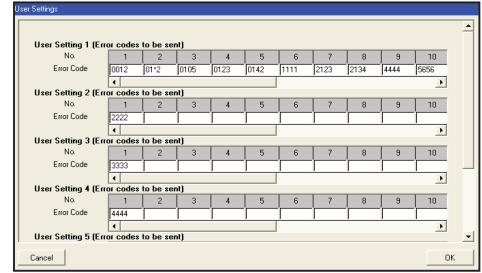 User Settings
User Setting 1 (Error codes to be sent)
No. 1 2 3 4 5 6 7 8 9 10
Error Code 0012 01*2 0105 0123 0142 1111 2123 2134 4444 5656
User Setting 2 (Error codes to be sent)
No. 1 2 3 4 5 6 7 8 9 10
Error Code 2222
User Setting 3 (Error codes to be sent)
No. 1 2 3 4 5 6 7 8 9 10
Error Code 3333
User Setting 4 (Error codes to be sent)
No. 1 2 3 4 5 6 7 8 9 10
Error Code 4444
User Setting 5 (Error codes to be sent)
Cancel OK